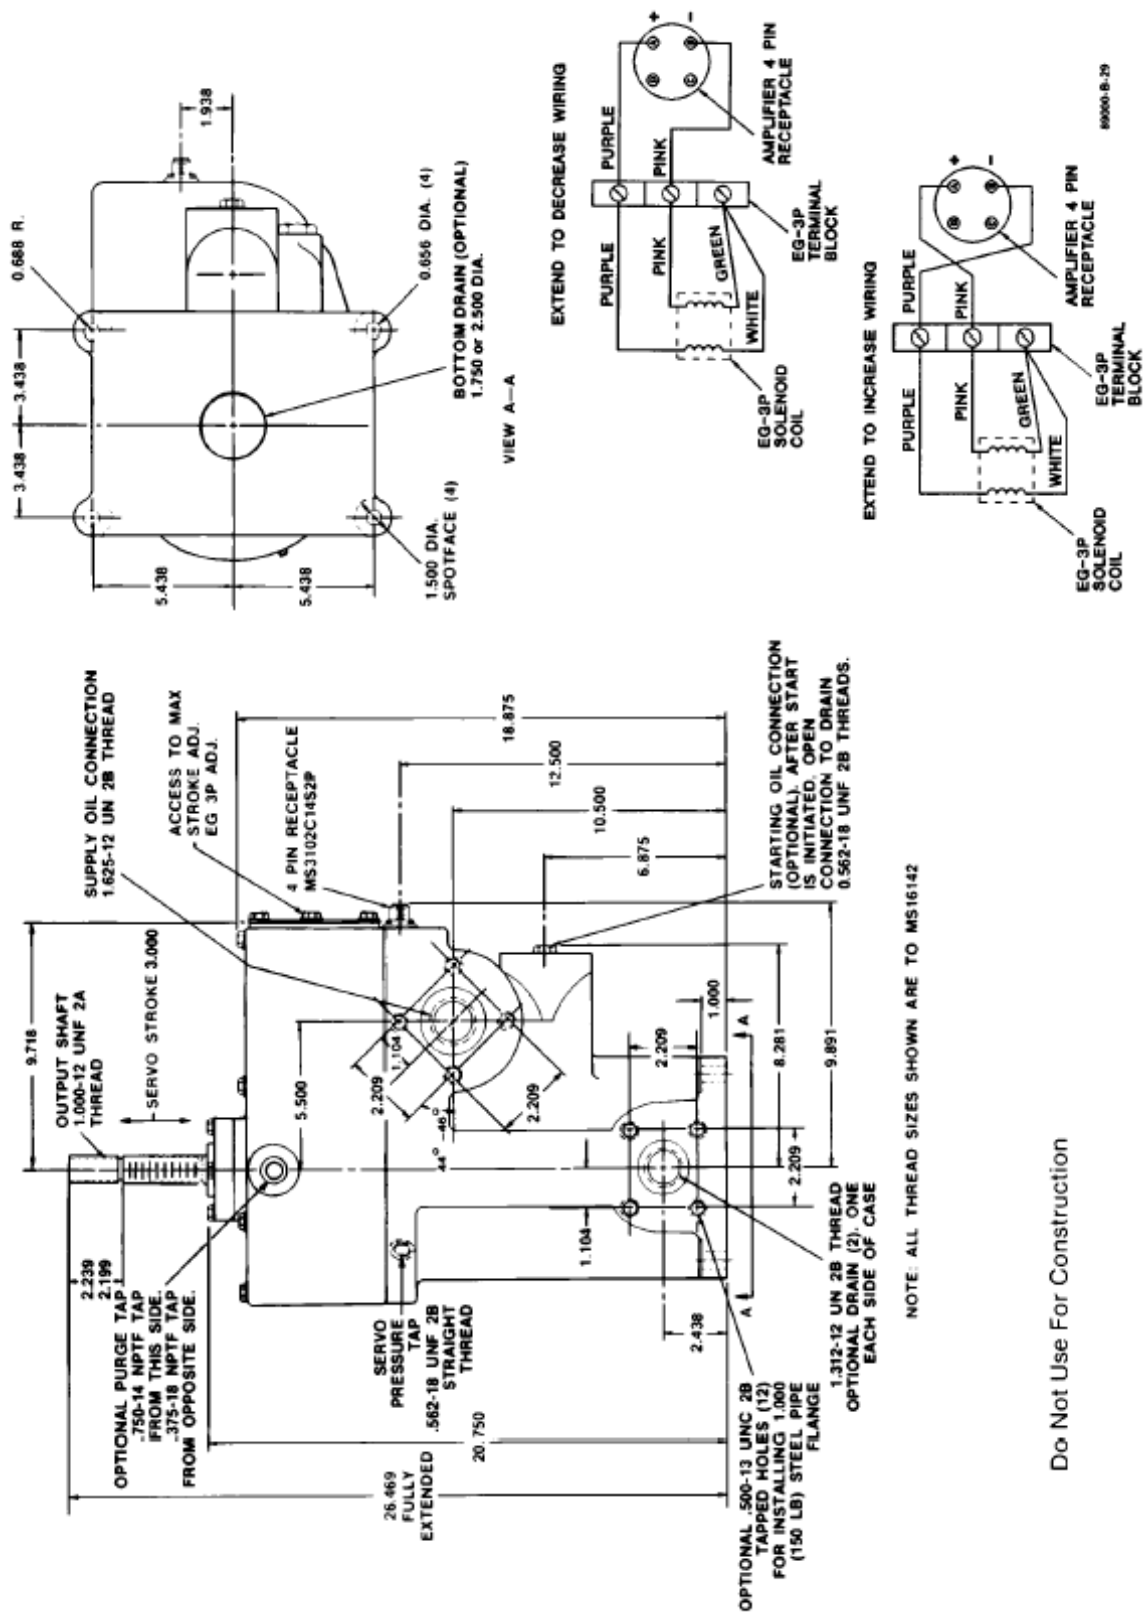 OUTPUT SHAFT
1.000-12 UNF 2A
THREAD
SERVO STROKE 3.000
9.718
SUPPLY OIL CONNECTION
1.625-12 UN 2B THREAD
ACCESS TO MAX
STROKE ADJ.
EG 3P ADJ.
4 PIN RECEPTACLE
MS3102C14S2P
2.239
2.199
OPTIONAL PURGE TAP
.750-14 NPTF TAP
FROM THIS SIDE.
.375-18 NPTF TAP
FROM OPPOSITE SIDE.
26.469
FULLY
EXTENDED
20.750
SERVO
PRESSURE
TAP
.562-18 UNF 2B
STRAIGHT
THREAD
5.500
2.209
1.104
44°
46°
2.209
18.875
12.500
10.500
6.875
STARTING OIL CONNECTION
(OPTIONAL). AFTER START
IS INITIATED, OPEN
CONNECTION TO DRAIN
0.562-18 UNF 2B THREADS.
1.104
2.209
2.209
1.000
A
A
8.281
9.891
2.438
OPTIONAL .500-13 UNC 2B
TAPPED HOLES (12)
FOR INSTALLING 1.000
(150 LB) STEEL PIPE
FLANGE
1.312-12 UN 2B THREAD
OPTIONAL DRAIN (2). ONE
EACH SIDE OF CASE
NOTE: ALL THREAD SIZES SHOWN ARE TO MS16142
Do Not Use For Construction
3.438
3.438
0.688 R.
1.938
5.438
5.438
1.500 DIA.
SPOTFACE (4)
0.656 DIA. (4)
BOTTOM DRAIN (OPTIONAL)
1.750 or 2.500 DIA.
VIEW A—A
EXTEND TO DECREASE WIRING
PURPLE
PURPLE
PINK
PINK
GREEN
WHITE
EG-3P
SOLENOID
COIL
EG-3P
TERMINAL
BLOCK
+
-
A
B
C
D
AMPLIFIER 4 PIN
RECEPTACLE
EXTEND TO INCREASE WIRING
PURPLE
PURPLE
PINK
PINK
GREEN
WHITE
EG-3P
SOLENOID
COIL
EG-3P
TERMINAL
BLOCK
+
-
A
B
C
D
AMPLIFIER 4 PIN
RECEPTACLE
89000-B-29